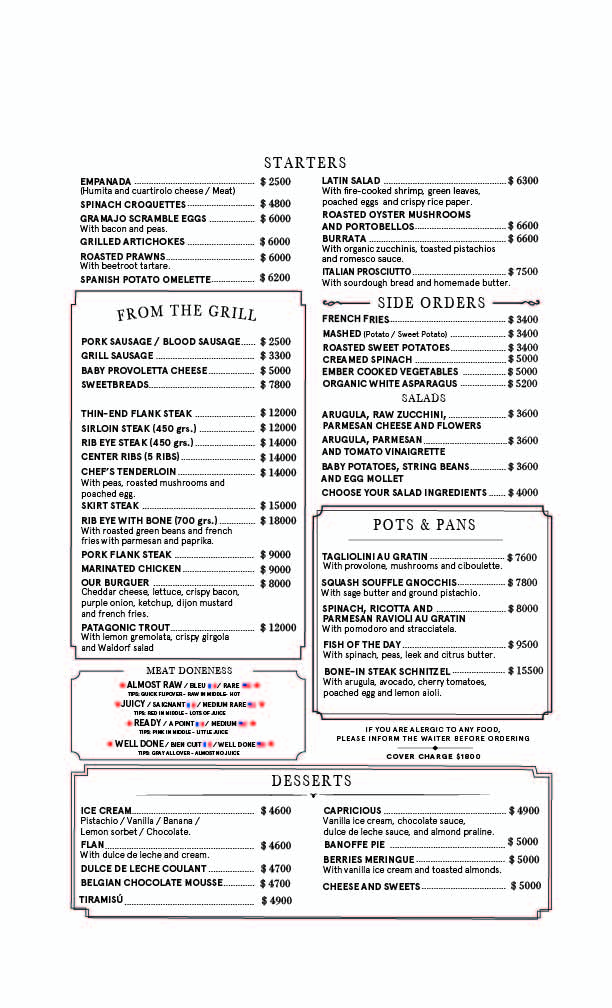 STARTERS
EMPANADA $ 2500
(Humita and cuartirolo cheese / Meat)
SPINACH CROQUETTES $ 4800
GRAMAJO SCRAMBLE EGGS $ 6000
With bacon and peas.
GRILLED ARTICHOKES $ 6000
ROASTED PRAWNS $ 6000
With beetroot tartare.
SPANISH POTATO OMELETTE $ 6200
LATIN SALAD $ 6300
With fire-cooked shrimp, green leaves,
poached eggs and crispy rice paper.
ROASTED OYSTER MUSHROOMS
AND PORTOBELLOS $ 6600
BURRATA $ 6600
With organic zucchinis, toasted pistachios
and romesco sauce.
ITALIAN PROSCIUTTO $ 7500
With sourdough bread and homemade butter.
FROM THE GRILL
PORK SAUSAGE / BLOOD SAUSAGE $ 2500
GRILL SAUSAGE $ 3300
BABY PROVOLETTA CHEESE $ 5000
SWEETBREADS $ 7800
THIN-END FLANK STEAK $ 12000
SIRLOIN STEAK (450 grs.) $ 12000
RIB EYE STEAK (450 grs.) $ 14000
CENTER RIBS (5 RIBS) $ 14000
CHEF'S TENDERLOIN $ 14000
With peas, roasted mushrooms and
poached egg.
SKIRT STEAK $ 15000
RIB EYE WITH BONE (700 grs.) $ 18000
With roasted green beans and french
fries with parmesan and paprika.
PORK FLANK STEAK $ 9000
MARINATED CHICKEN $ 9000
OUR BURGUER $ 8000
Cheddar cheese, lettuce, crispy bacon,
purple onion, ketchup, dijon mustard
and french fries.
PATAGONIC TROUT $ 12000
With lemon gremolata, crispy girgola
and Waldorf salad
SIDE ORDERS
FRENCH FRIES $ 3400
MASHED (Potato / Sweet Potato) $ 3400
ROASTED SWEET POTATOES $ 3400
CREAMED SPINACH $ 5000
EMBER COOKED VEGETABLES $ 5000
ORGANIC WHITE ASPARAGUS $ 5200
SALADS
ARUGULA, RAW ZUCCHINI, $ 3600
PARMESAN CHEESE AND FLOWERS
ARUGULA, PARMESAN $ 3600
AND TOMATO VINAIGRETTE
BABY POTATOES, STRING BEANS $ 3600
AND EGG MOLLET
CHOOSE YOUR SALAD INGREDIENTS $ 4000
POTS & PANS
TAGLIOLINI AU GRATIN $ 7600
With provolone, mushrooms and ciboulette.
SQUASH SOUFFLE GNOCCHIS $ 7800
With sage butter and ground pistachio.
SPINACH, RICOTTA AND $ 8000
PARMESAN RAVIOLI AU GRATIN
With pomodoro and stracciatela.
FISH OF THE DAY $ 9500
With spinach, peas, leek and citrus butter.
BONE-IN STEAK SCHNITZEL $ 15500
With arugula, avocado, cherry tomatoes,
poached egg and lemon aioli.
MEAT DONENESS
ALMOST RAW / BLEU / RARE
TIPS: QUICK FLIPOVER - RAW IN MIDDLE- HOT
JUICY / SAIGNANT / MEDIUM RARE
TIPS: RED IN MIDDLE - LOTS OF JUICE
READY / A POINT / MEDIUM
TIPS: PINK IN MIDDLE - LITTLE JUICE
WELL DONE / BIEN CUIT / WELL DONE
TIPS: GRAY ALL OVER - ALMOST NO JUICE
IF YOU ARE ALERGIC TO ANY FOOD,
PLEASE INFORM THE WAITER BEFORE ORDERING
COVER CHARGE $1800
DESSERTS
ICE CREAM $ 4600
Pistachio / Vanilla / Banana /
Lemon sorbet / Chocolate.
FLAN $ 4600
With dulce de leche and cream.
DULCE DE LECHE COULANT $ 4700
BELGIAN CHOCOLATE MOUSSE $ 4700
TIRAMISÚ $ 4900
CAPRICIOUS $ 4900
Vanilla ice cream, chocolate sauce,
dulce de leche sauce, and almond praline.
BANOFFE PIE $ 5000
BERRIES MERINGUE $ 5000
With vanilla ice cream and toasted almonds.
CHEESE AND SWEETS $ 5000